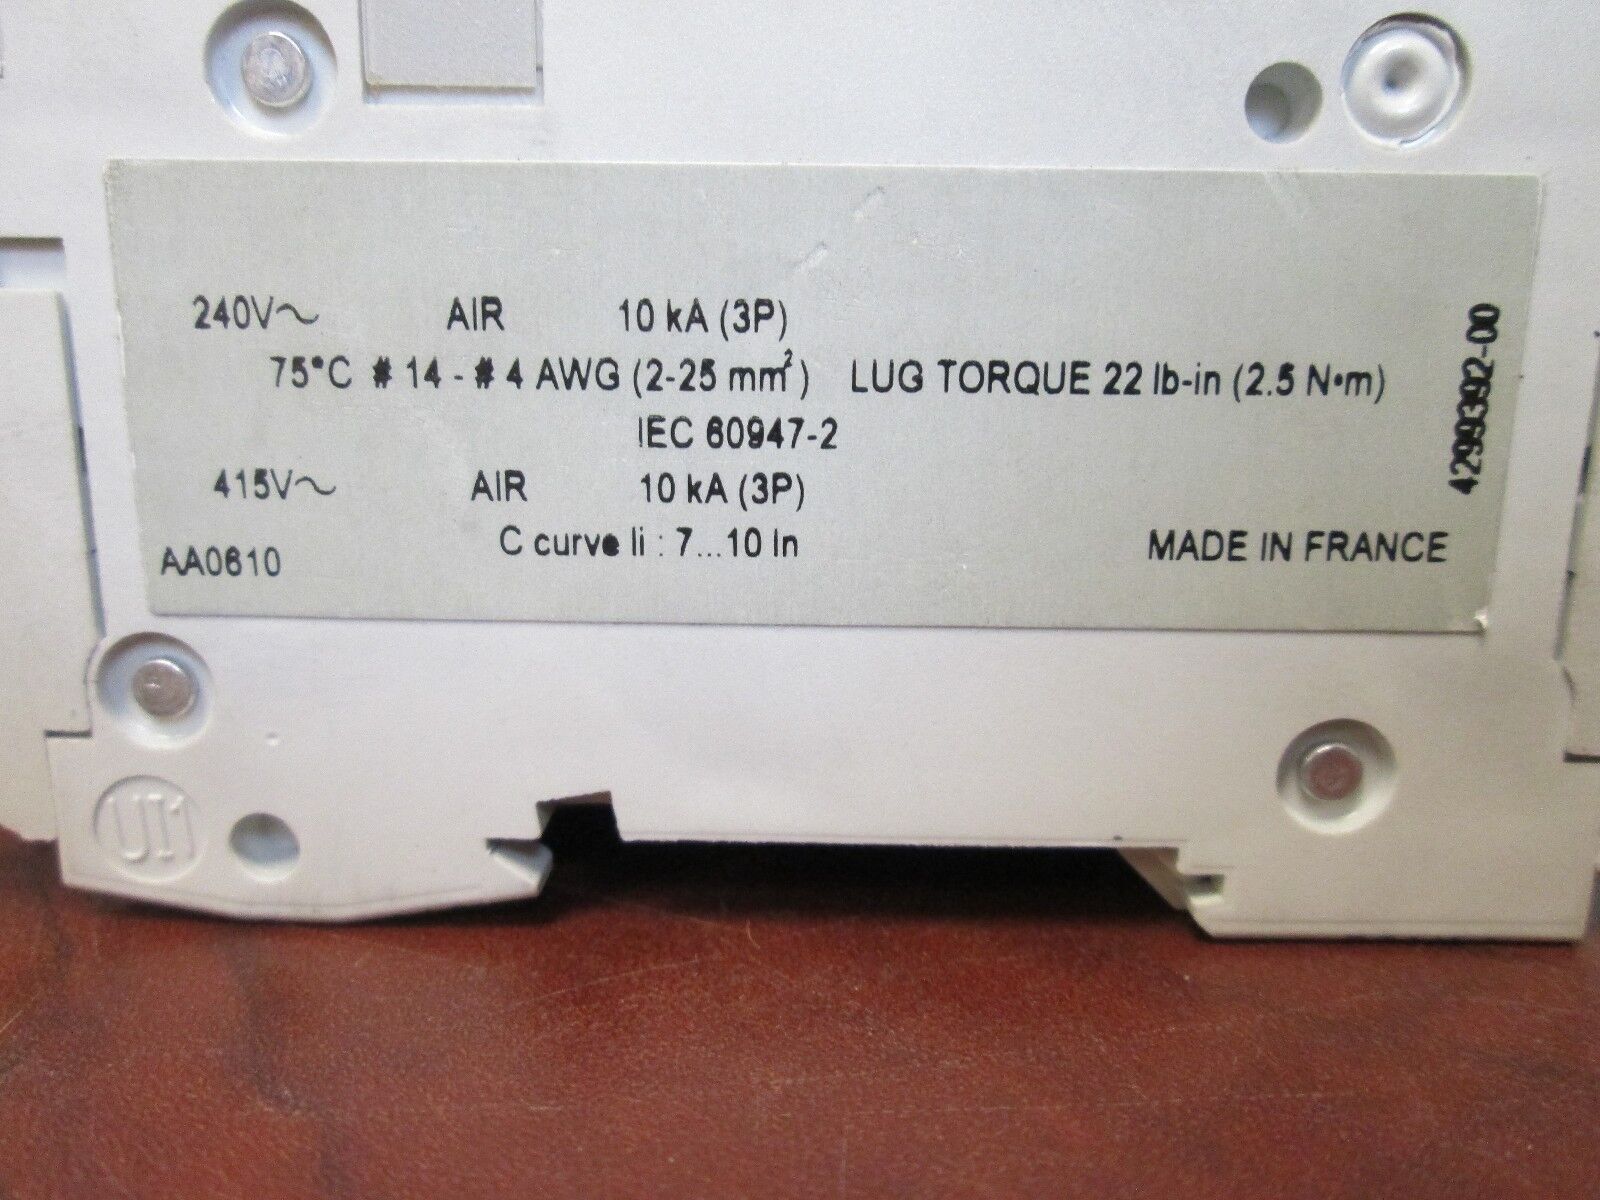 240V~ AIR 10 kA (3P)
75°C # 14 - # 4 AWG (2-25 mm²) LUG TORQUE 22 lb-in (2.5 N•m)
IEC 60947-2
415V~ AIR 10 kA (3P)
C curve Ii : 7...10 In
AA0610
MADE IN FRANCE
4299392-00
UI1